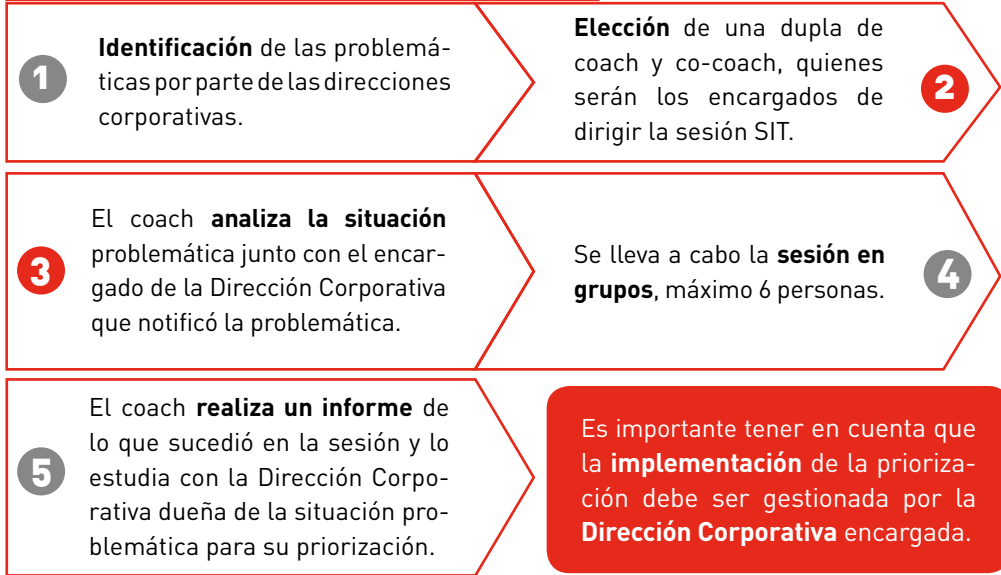 1
Identificación de las problemá-
ticas por parte de las direcciones
corporativas.
Elección de una dupla de
coach y co-coach, quienes
serán los encargados de
dirigir la sesión SIT.
2
3
El coach analiza la situación
problemática junto con el encar-
gado de la Dirección Corporativa
que notificó la problemática.
Se lleva a cabo la sesión en
grupos, máximo 6 personas.
4
5
El coach realiza un informe de
lo que sucedió en la sesión y lo
estudia con la Dirección Corpo-
rativa dueña de la situación pro-
blemática para su priorización.
Es importante tener en cuenta que
la implementación de la prioriza-
ción debe ser gestionada por la
Dirección Corporativa encargada.